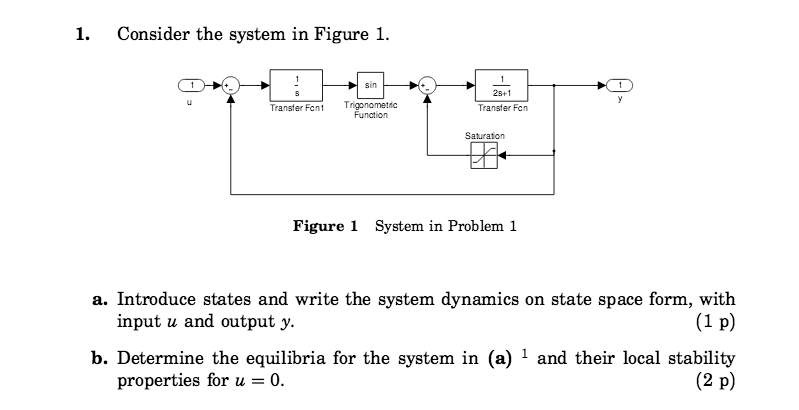 1. Consider the system in Figure 1.
1
u
+
-
1
s
Transfer Fcn1
sin
Trigonometric
Function
+
-
1
2s+1
Transfer Fcn
1
y
Saturation
Figure 1 System in Problem 1
a. Introduce states and write the system dynamics on state space form, with
input u and output y. (1 p)
b. Determine the equilibria for the system in (a) ¹ and their local stability
properties for u = 0. (2 p)